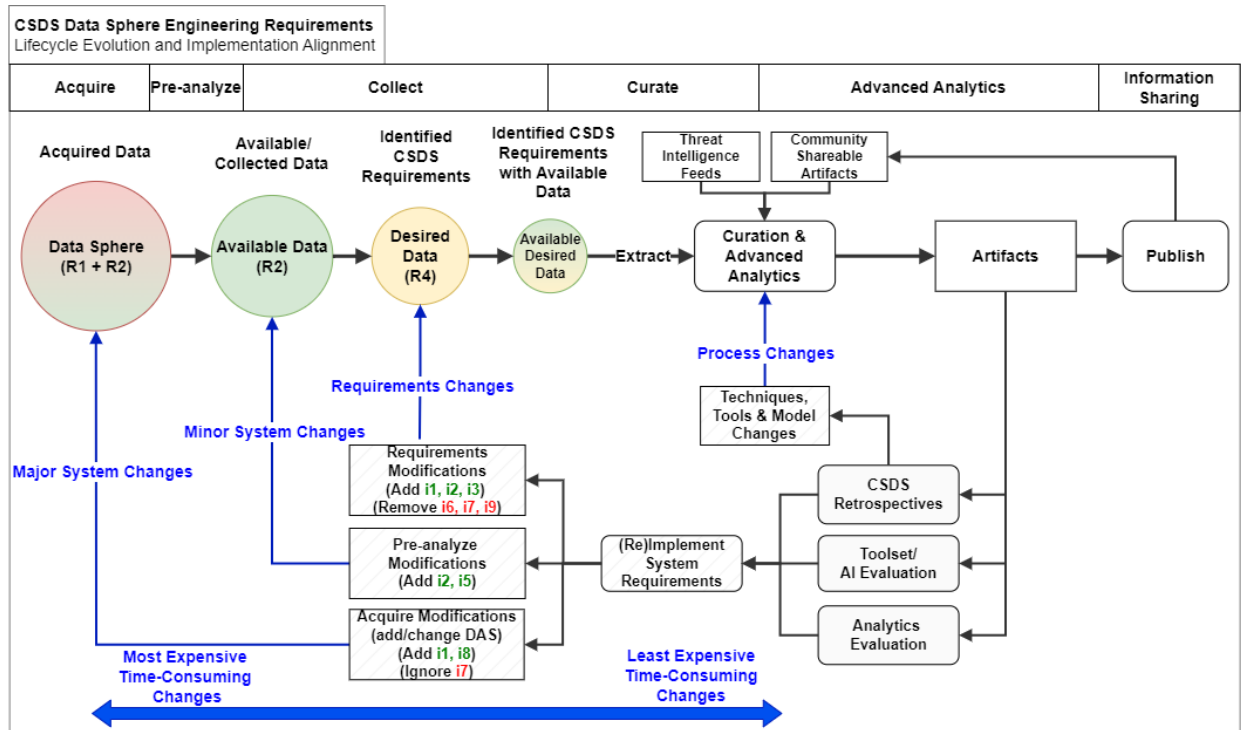 CSDS Data Sphere Engineering Requirements
Lifecycle Evolution and Implementation Alignment
Acquire
Pre-analyze
Collect
Curate
Advanced Analytics
Information
Sharing
Acquired Data
Available/
Collected Data
Identified
CSDS
Requirements
Identified CSDS
Requirements
with Available
Data
Threat
Intelligence
Feeds
Community
Shareable
Artifacts
Data Sphere
(R1 + R2)
Available Data
(R2)
Desired
Data
(R4)
Available
Desired
Data
Extract
Curation &
Advanced
Analytics
Artifacts
Publish
Process Changes
Requirements Changes
Techniques,
Tools & Model
Changes
Minor System Changes
Major System Changes
Requirements
Modifications
(Add i1, i2, i3)
(Remove i6, i7, i9)
CSDS
Retrospectives
Pre-analyze
Modifications
(Add i2, i5)
(Re)Implement
System
Requirements
Toolset/
AI Evaluation
Acquire Modifications
(add/change DAS)
(Add i1, i8)
(Ignore i7)
Analytics
Evaluation
Most Expensive
Time-Consuming
Changes
Least Expensive
Time-Consuming
Changes